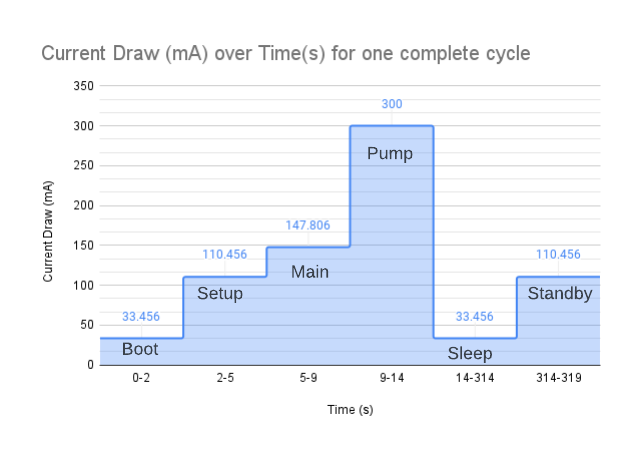 Current Draw (mA) over Time(s) for one complete cycle
350
300
250
200
150
100
50
0
Current Draw (mA)
33.456
110.456
147.806
300
33.456
110.456
Boot
Setup
Main
Pump
Sleep
Standby
0-2
2-5
5-9
9-14
14-314
314-319
Time (s)